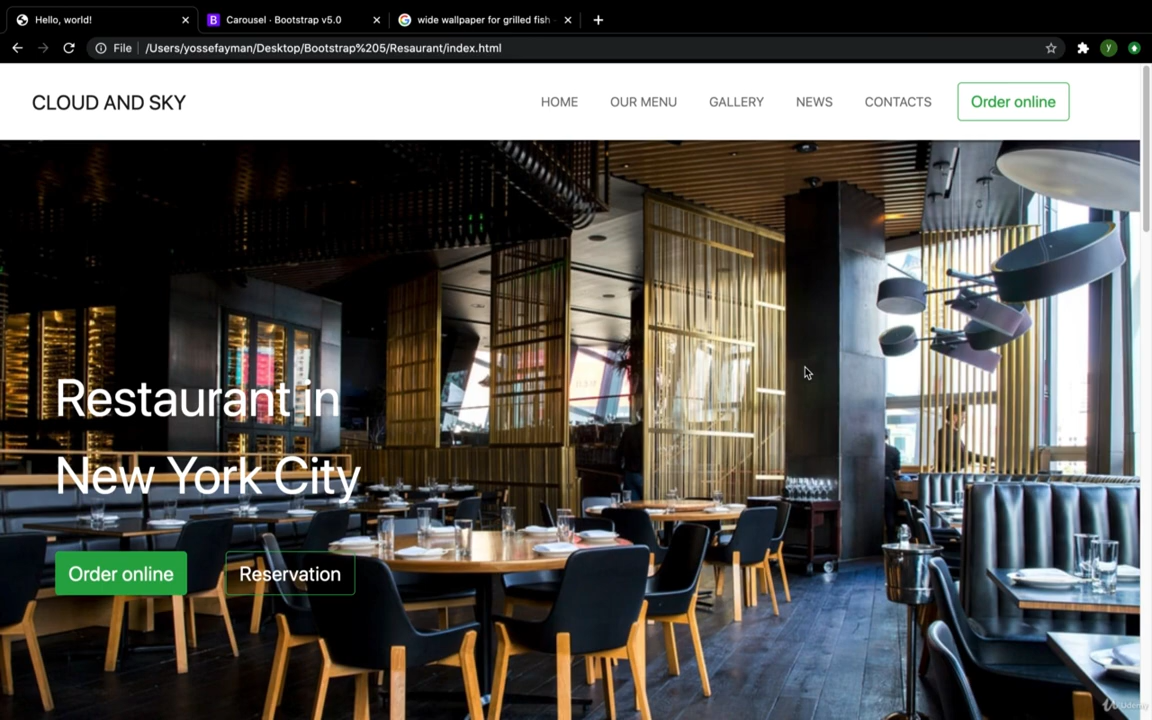 Hello, world!
Carousel · Bootstrap v5.0
wide wallpaper for grilled fish
File
/Users/yossefayman/Desktop/Bootstrap%205/Resaurant/index.html
y
CLOUD AND SKY
HOME
OUR MENU
GALLERY
NEWS
CONTACTS
Order online
Restaurant in
New York City
Order online
Reservation
Udemy